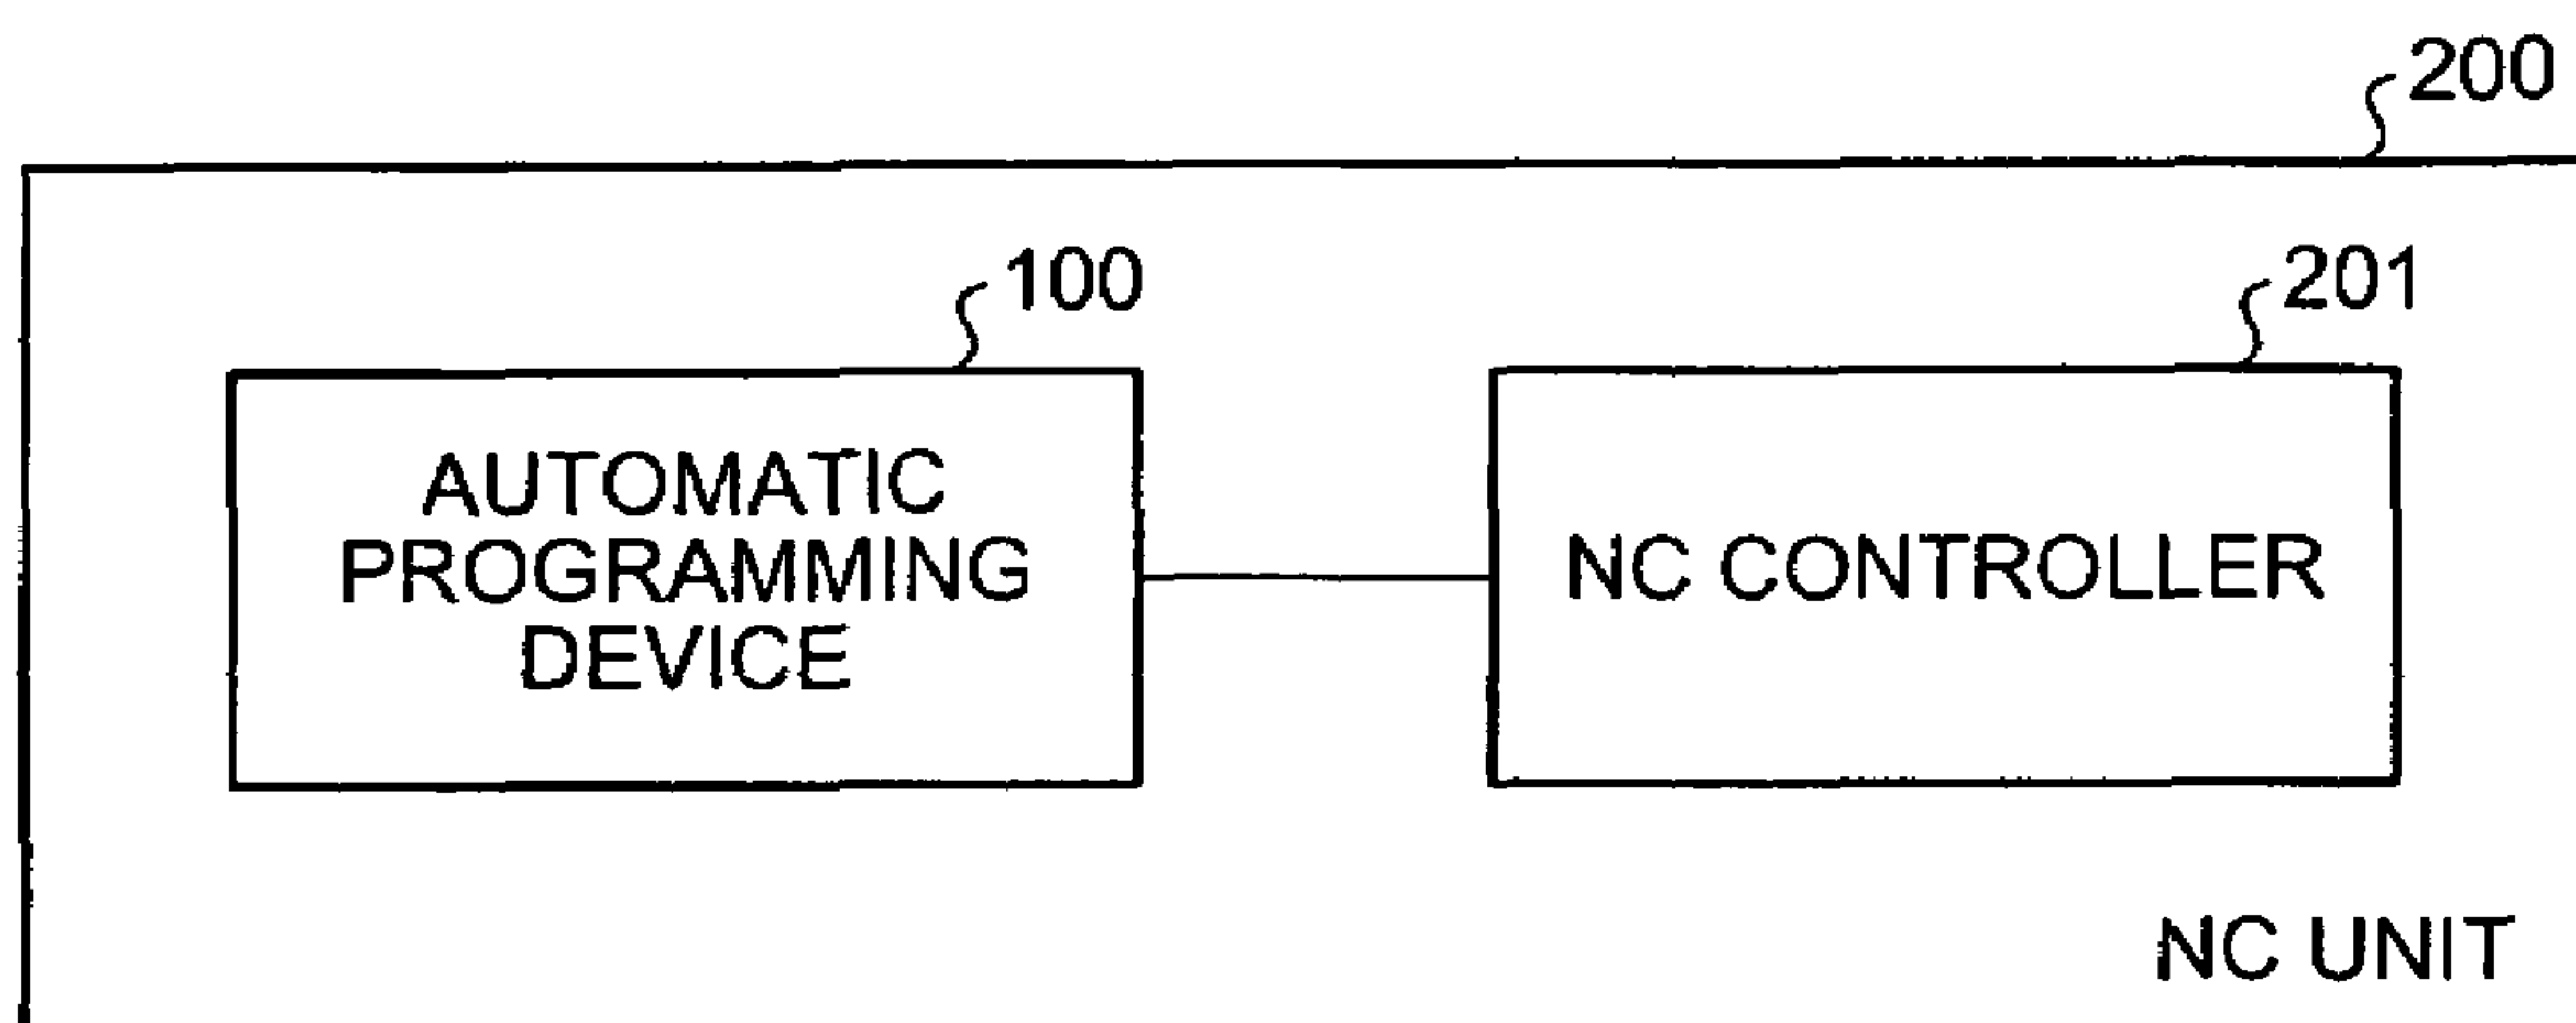 200
100
201
AUTOMATIC
PROGRAMMING
DEVICE
NC CONTROLLER
NC UNIT